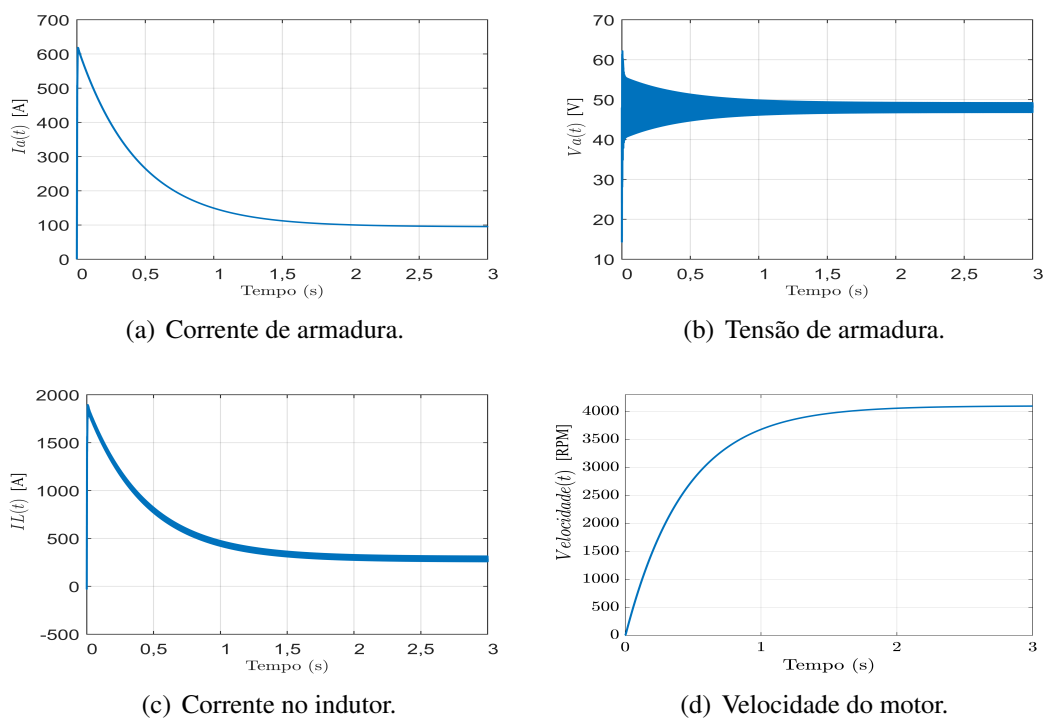 700
600
500
400
300
200
100
0
Ia(t) [A]
0 0,5 1 1,5 2 2,5 3
Tempo (s)
(a) Corrente de armadura.
70
60
50
40
30
20
10
Va(t) [V]
0 0,5 1 1,5 2 2,5 3
Tempo (s)
(b) Tensão de armadura.
2000
1500
1000
500
0
-500
IL(t) [A]
0 0,5 1 1,5 2 2,5 3
Tempo (s)
(c) Corrente no indutor.
4000
3500
3000
2500
2000
1500
1000
500
0
Velocidade(t) [RPM]
0 1 2 3
Tempo (s)
(d) Velocidade do motor.